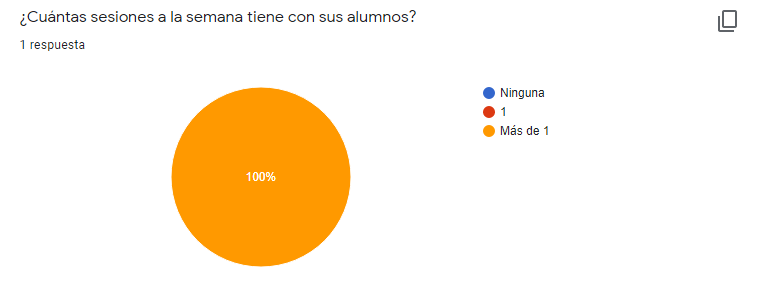 ¿Cuántas sesiones a la semana tiene con sus alumnos?
1 respuesta
Ninguna
1
Más de 1
100%